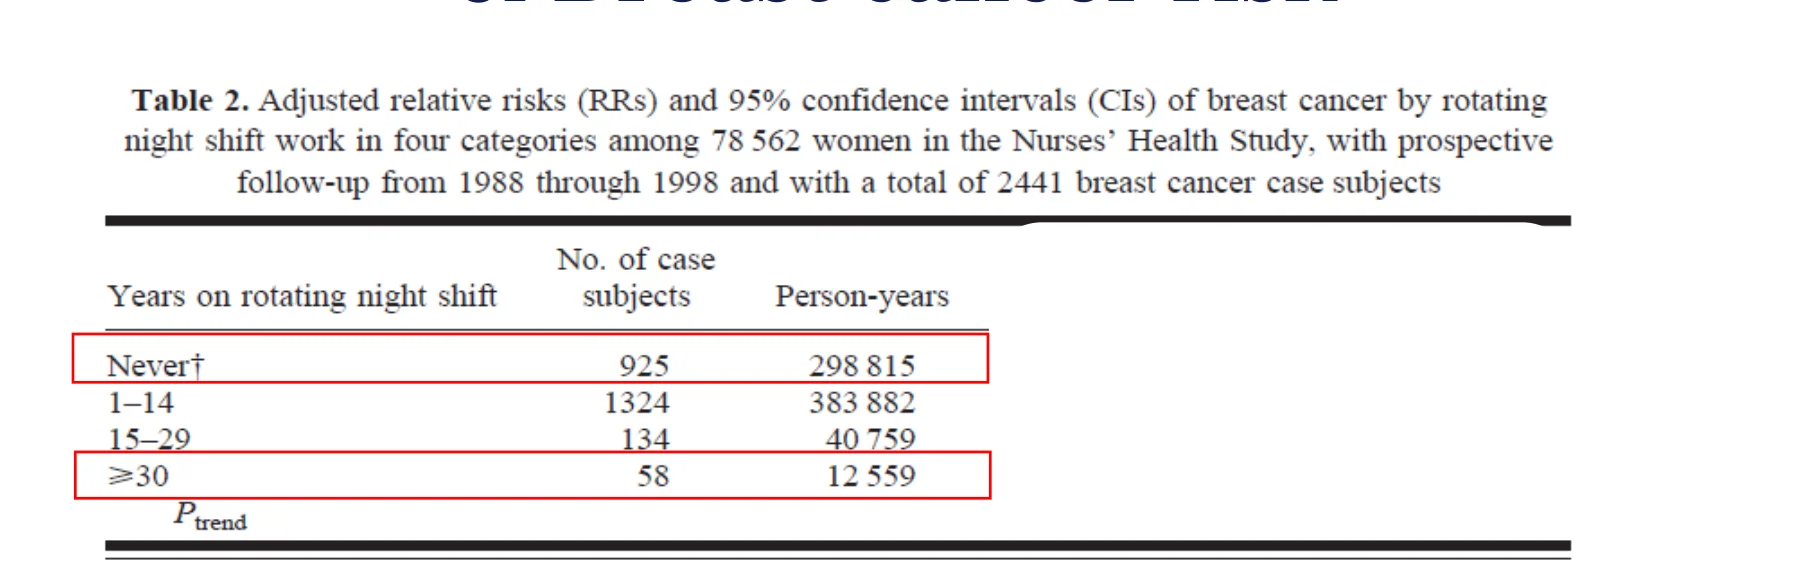 Table 2. Adjusted relative risks (RRs) and 95% confidence intervals (CIs) of breast cancer by rotating
night shift work in four categories among 78 562 women in the Nurses’ Health Study, with prospective
follow-up from 1988 through 1998 and with a total of 2441 breast cancer case subjects
No. of case
Years on rotating night shift subjects Person-years
Never† 925 298 815
1–14 1324 383 882
15–29 134 40 759
⩾30 58 12 559
Ptrend